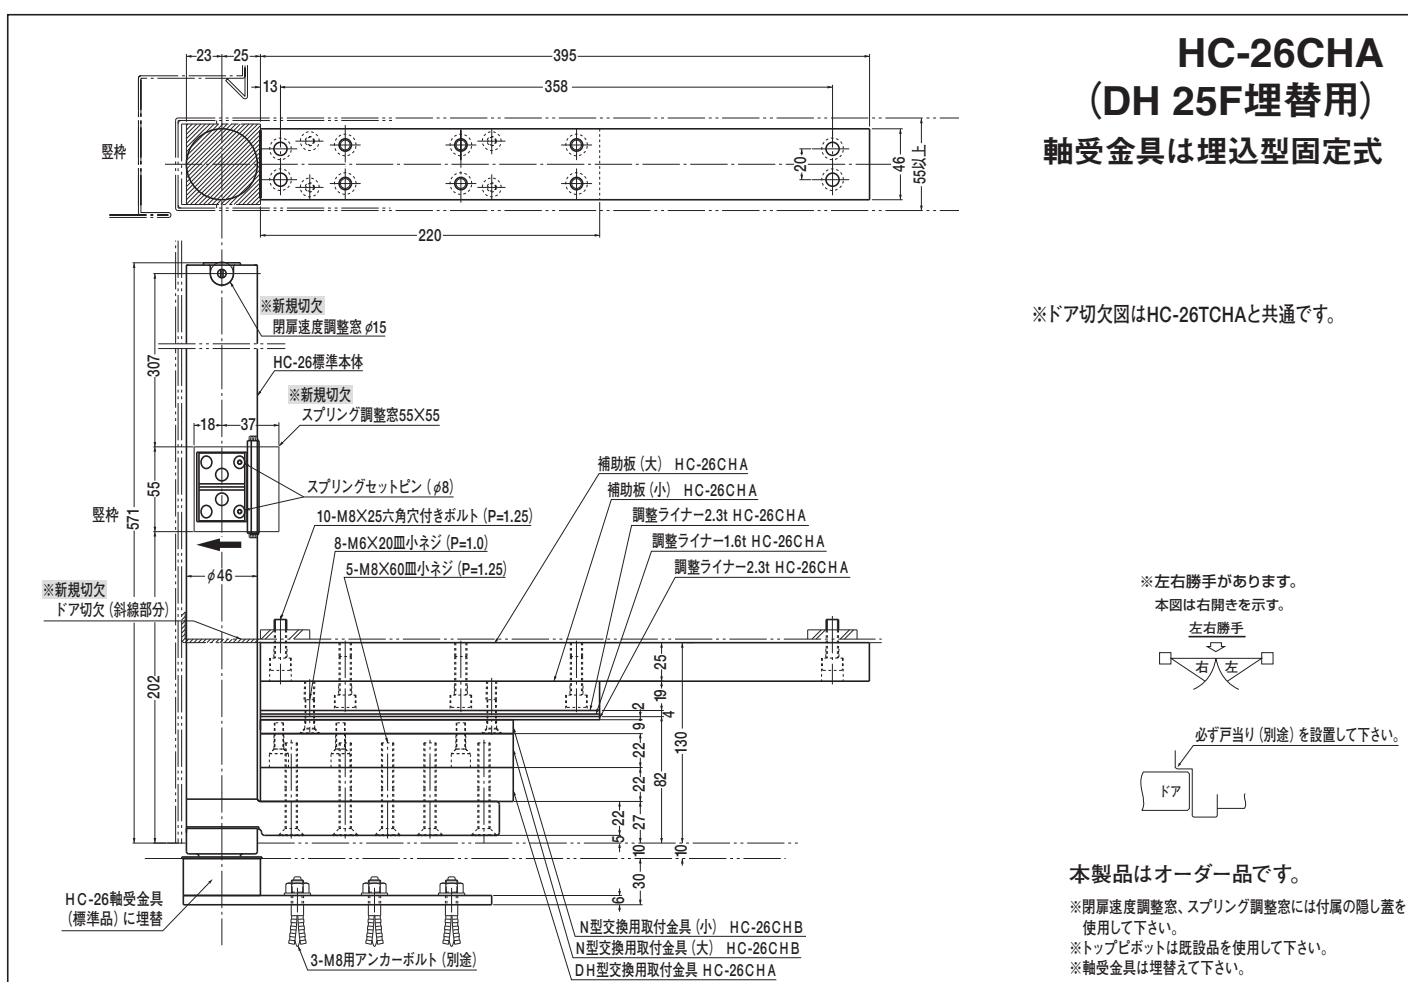 HC-26CHA
(DH 25F埋替用)
軸受金具は埋込型固定式
23
25
395
13
358
竪枠
20
46
55以上
220
※新規切欠
閉扉速度調整窓 φ15
HC-26標準本体
307
※新規切欠
スプリング調整窓55×55
18
37
55
571
竪枠
スプリングセットピン (φ8)
10-M8×25六角穴付きボルト (P=1.25)
8-M6×20皿小ネジ (P=1.0)
5-M8×60皿小ネジ (P=1.25)
φ46
※新規切欠
ドア切欠 (斜線部分)
202
補助板 (大) HC-26CHA
補助板 (小) HC-26CHA
調整ライナー2.3t HC-26CHA
調整ライナー1.6t HC-26CHA
調整ライナー2.3t HC-26CHA
25
19
2
4
9
22
22
22
27
5
10
30
6
82
130
10
HC-26軸受金具
(標準品) に埋替
3-M8用アンカーボルト (別途)
N型交換用取付金具 (小) HC-26CHB
N型交換用取付金具 (大) HC-26CHB
DH型交換用取付金具 HC-26CHA
※ドア切欠図はHC-26TCHAと共通です。
※左右勝手があります。
本図は右開きを示す。
左右勝手
右
左
必ず戸当り (別途) を設置して下さい。
ドア
本製品はオーダー品です。
※閉扉速度調整窓、スプリング調整窓には付属の隠し蓋を
使用して下さい。
※トップピボットは既設品を使用して下さい。
※軸受金具は埋替えて下さい。